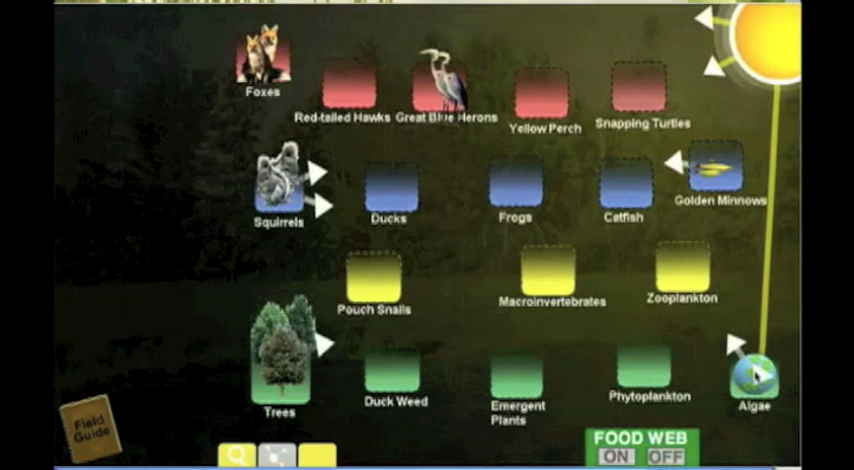 Foxes
Red-tailed Hawks
Great Blue Herons
Yellow Perch
Snapping Turtles
Squirrels
Ducks
Frogs
Catfish
Golden Minnows
Pouch Snails
Macroinvertebrates
Zooplankton
Trees
Duck Weed
Emergent
Plants
Phytoplankton
Algae
Field
Guide
FOOD WEB
ON OFF